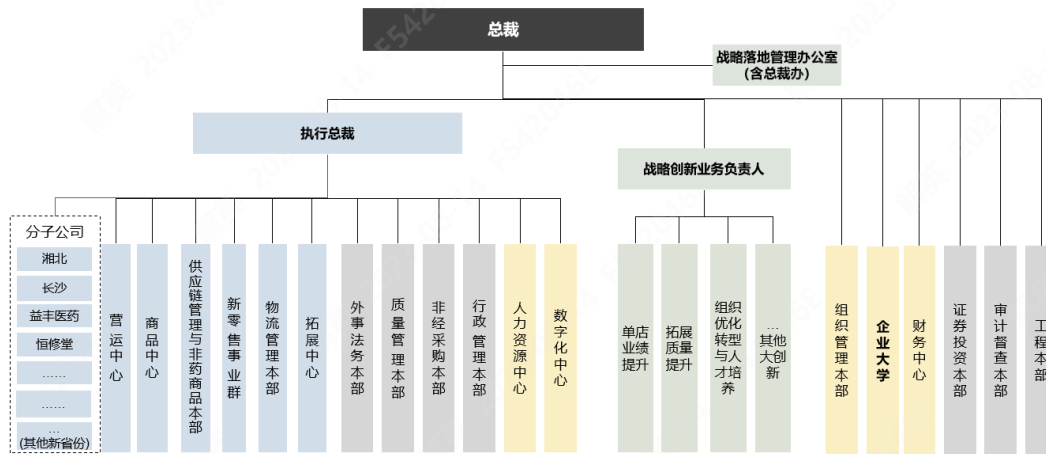 总裁
战略落地管理办公室
(含总裁办)
执行总裁
战略创新业务负责人
分子公司
湘北
长沙
益丰医药
恒修堂
……
……
…
(其他新省份)
营运中心
商品中心
供应链管理与非药商品本部
新零售事业群
物流管理本部
拓展中心
外事法务本部
质量管理本部
非经采购本部
行政管理本部
人力资源中心
数字化中心
单店
业绩
提升
拓展
质量
提升
组织
优化
转型
与人
才培
养
…
其他
大创
新
组织管理本部
企业大学
财务中心
证券投资本部
审计督查本部
工程本部